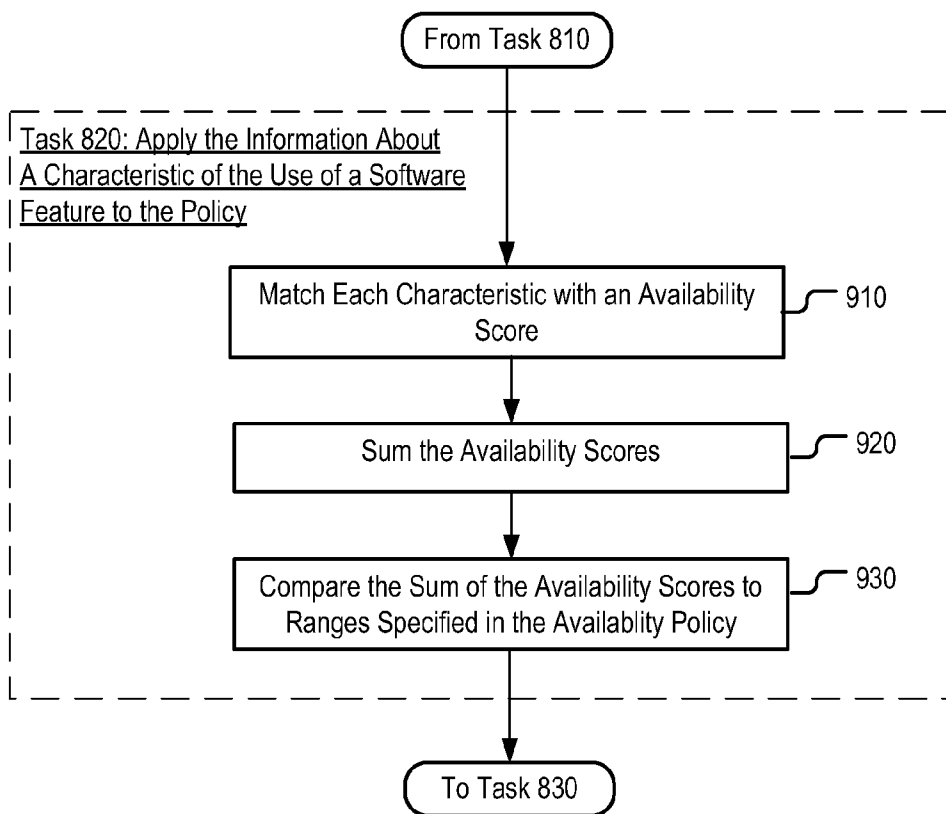 From Task 810
Task 820: Apply the Information About
A Characteristic of the Use of a Software
Feature to the Policy
Match Each Characteristic with an Availability
Score
910
Sum the Availability Scores
920
Compare the Sum of the Availability Scores to
Ranges Specified in the Availablity Policy
930
To Task 830